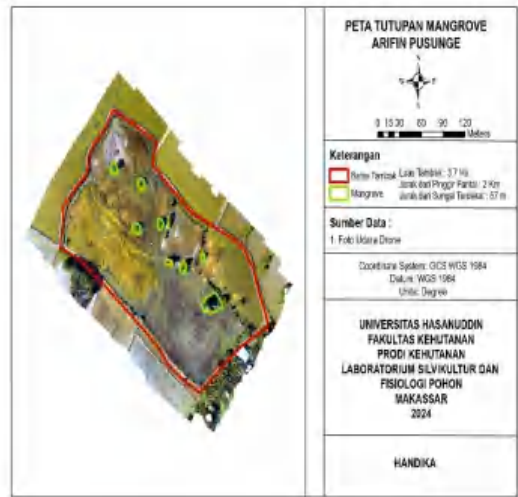 PETA TUTUPAN MANGROVE
ARIFIN PUSUNGE
0 15 30 60 90 120
Meters
Keterangan
Batas Tambak
Mangrove
Luas Tambak : 3.7 Ha
Jarak dari Pinggir Pantai : 2 Km
Jarak dari Sungai Terdekat : 57 m
Sumber Data :
1. Foto Udara Drone
Coordinate System: GCS WGS 1984
Datum: WGS 1984
Units: Degree
UNIVERSITAS HASANUDDIN
FAKULTAS KEHUTANAN
PRODI KEHUTANAN
LABORATORIUM SILVIKULTUR DAN
FISIOLOGI POHON
MAKASSAR
2024
HANDIKA